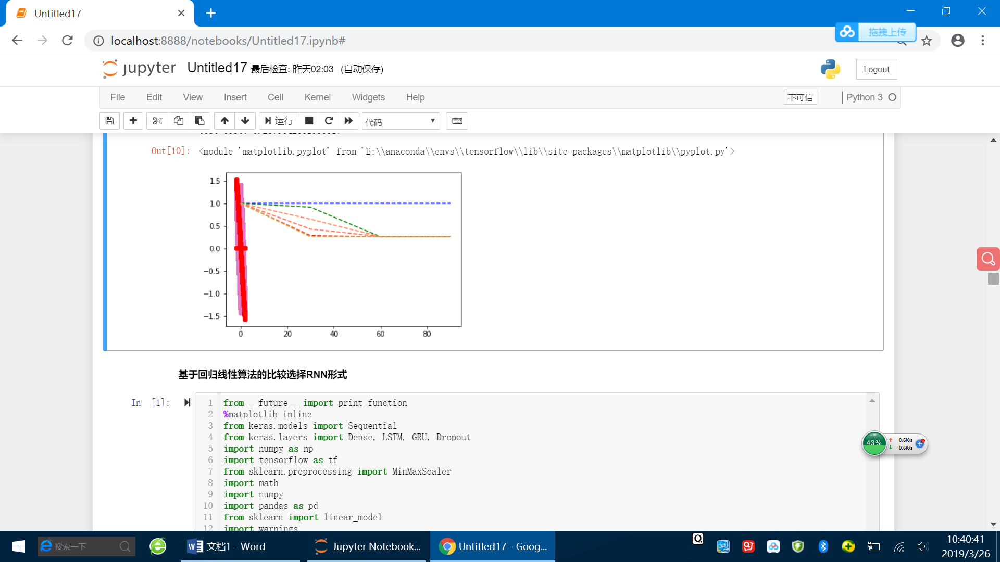 Untitled17
localhost:8888/notebooks/Untitled17.ipynb#
拖拽上传
jupyter Untitled17 最后检查: 昨天02:03 (自动保存)
Logout
File Edit View Insert Cell Kernel Widgets Help
不可信
Python 3
运行
代码
Out[10]: <module 'matplotlib.pyplot' from 'E:\\anaconda\\envs\\tensorflow\\lib\\site-packages\\matplotlib\\pyplot.py'>
1.5
1.0
0.5
0.0
−0.5
−1.0
−1.5
0 20 40 60 80
基于回归线性算法的比较选择RNN形式
In [1]:
1 from __future__ import print_function
2 %matplotlib inline
3 from keras.models import Sequential
4 from keras.layers import Dense, LSTM, GRU, Dropout
5 import numpy as np
6 import tensorflow as tf
7 from sklearn.preprocessing import MinMaxScaler
8 import math
9 import numpy
10 import pandas as pd
11 from sklearn import linear_model
12 import warnings
43%
0.6K/s
0.6K/s
搜索一下
文档1 - Word
Jupyter Notebook...
Untitled17 - Goog...
10:40:41
2019/3/26